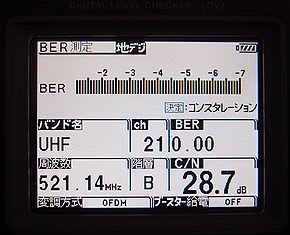 DIGITAL LEVEL CHECKER LCV2
BER測定 地デジ
-2 -3 -4 -5 -6 -7
BER
決定:コンスタレーション
バンド名 ch BER
UHF 21 0.00
周波数 階層 C/N
521.14MHz B 28.7dB
変調方式 OFDM ブースター給電 OFF